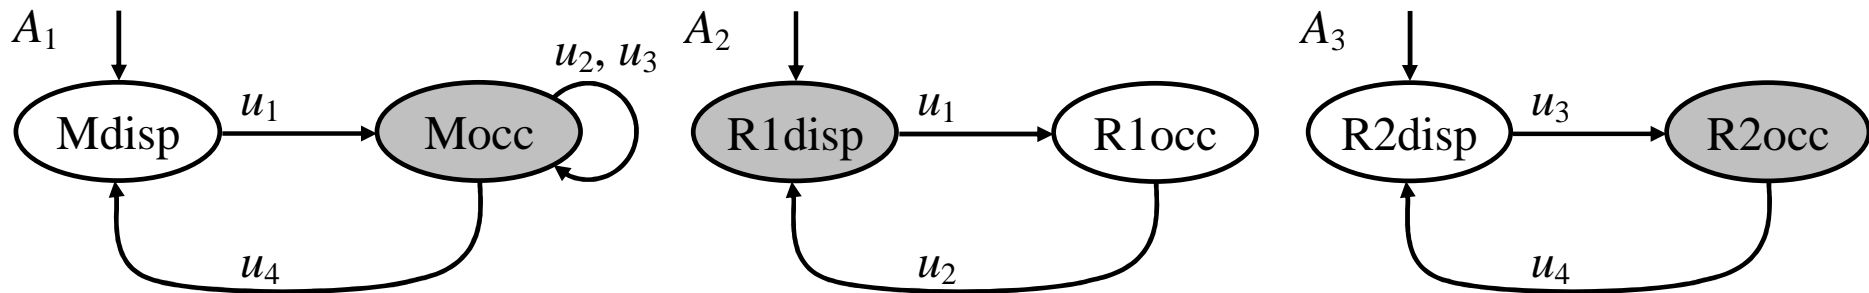 A₁ A₂ A₃
u₂, u₃
u₁ u₁ u₃
Mdisp Mocc R1disp R1occ R2disp R2occ
u₄ u₂ u₄